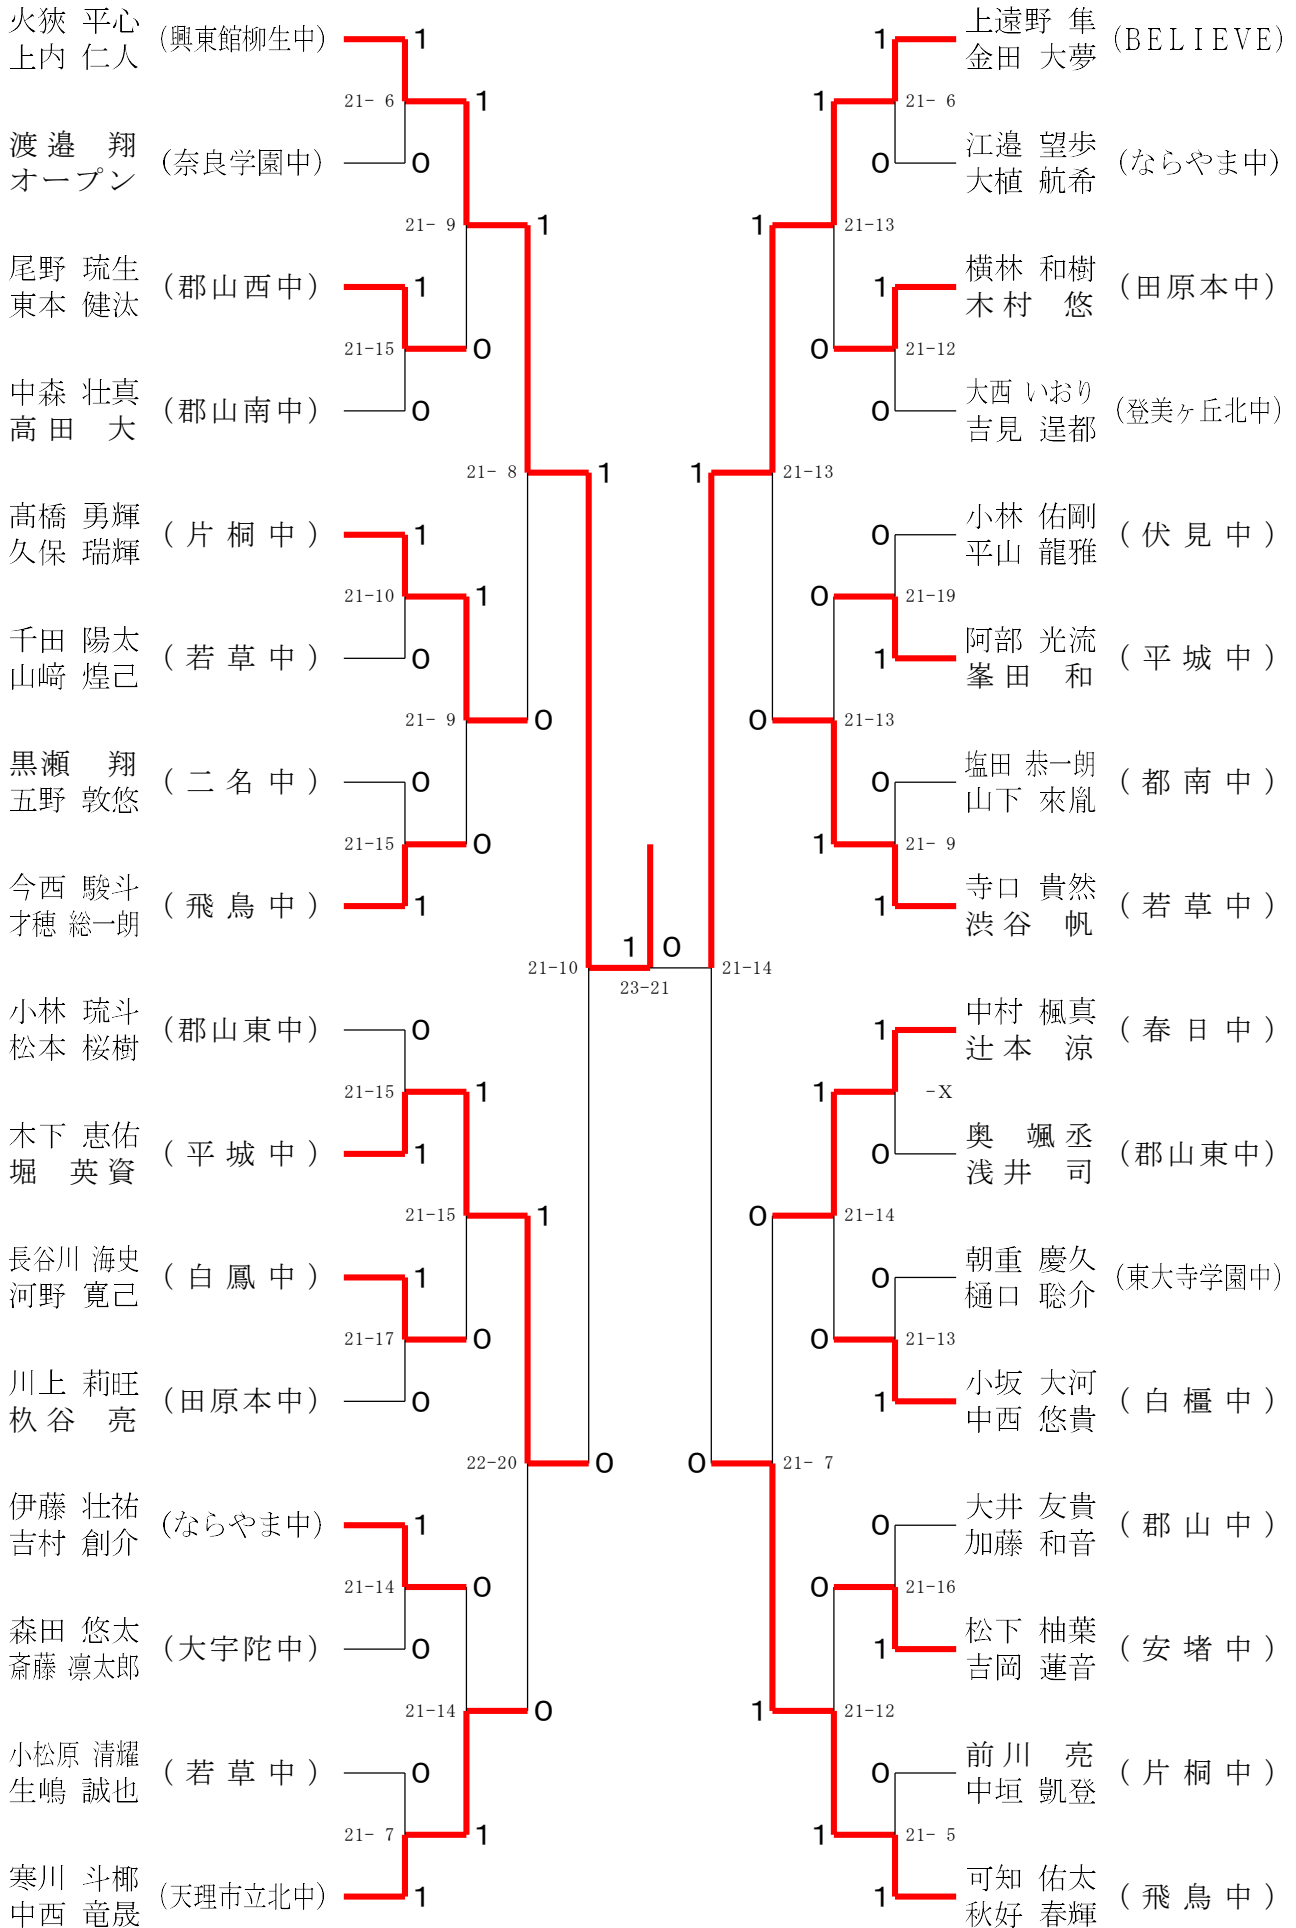 火狹 平心
上内 仁人
(興東館柳生中)
1
21- 6
1
渡邉 翔
オープン
(奈良学園中)
0
21- 9
1
尾野 琉生
東本 健汰
(郡山西中)
1
21-15
0
中森 壮真
高田 大
(郡山南中)
0
21- 8
1
髙橋 勇輝
久保 瑞輝
(片桐中)
1
21-10
1
千田 陽太
山﨑 煌己
(若草中)
0
21- 9
0
黒瀬 翔
五野 敦悠
(二名中)
0
21-15
0
今西 駿斗
才穂 総一朗
(飛鳥中)
1
21-10
1
0
23-21
小林 琉斗
松本 桜樹
(郡山東中)
0
21-15
1
木下 恵佑
堀 英資
(平城中)
1
21-15
1
長谷川 海史
河野 寛己
(白鳳中)
1
21-17
0
川上 莉旺
杁谷 亮
(田原本中)
0
22-20
0
伊藤 壮祐
吉村 創介
(ならやま中)
1
21-14
0
森田 悠太
斎藤 凛太郎
(大宇陀中)
0
21-14
0
小松原 清耀
生嶋 誠也
(若草中)
0
21- 7
1
寒川 斗椰
中西 竜晟
(天理市立北中)
1
上遠野 隼
金田 大夢
(BELIEVE)
1
21- 6
1
江邉 望歩
大植 航希
(ならやま中)
0
21-13
1
横林 和樹
木村 悠
(田原本中)
1
21-12
0
大西 いおり
吉見 逞都
(登美ヶ丘北中)
0
21-13
1
小林 佑剛
平山 龍雅
(伏見中)
0
21-19
0
阿部 光流
峯田 和
(平城中)
1
21-13
0
塩田 恭一朗
山下 來胤
(都南中)
0
21- 9
1
寺口 貴然
渋谷 帆
(若草中)
1
21-14
中村 楓真
辻本 涼
(春日中)
1
-X
1
奥 颯丞
浅井 司
(郡山東中)
0
21-14
0
朝重 慶久
樋口 聡介
(東大寺学園中)
0
21-13
0
小坂 大河
中西 悠貴
(白橿中)
1
21- 7
0
大井 友貴
加藤 和音
(郡山中)
0
21-16
0
松下 柚葉
吉岡 蓮音
(安堵中)
1
21-12
1
前川 亮
中垣 凱登
(片桐中)
0
21- 5
1
可知 佑太
秋好 春輝
(飛鳥中)
1